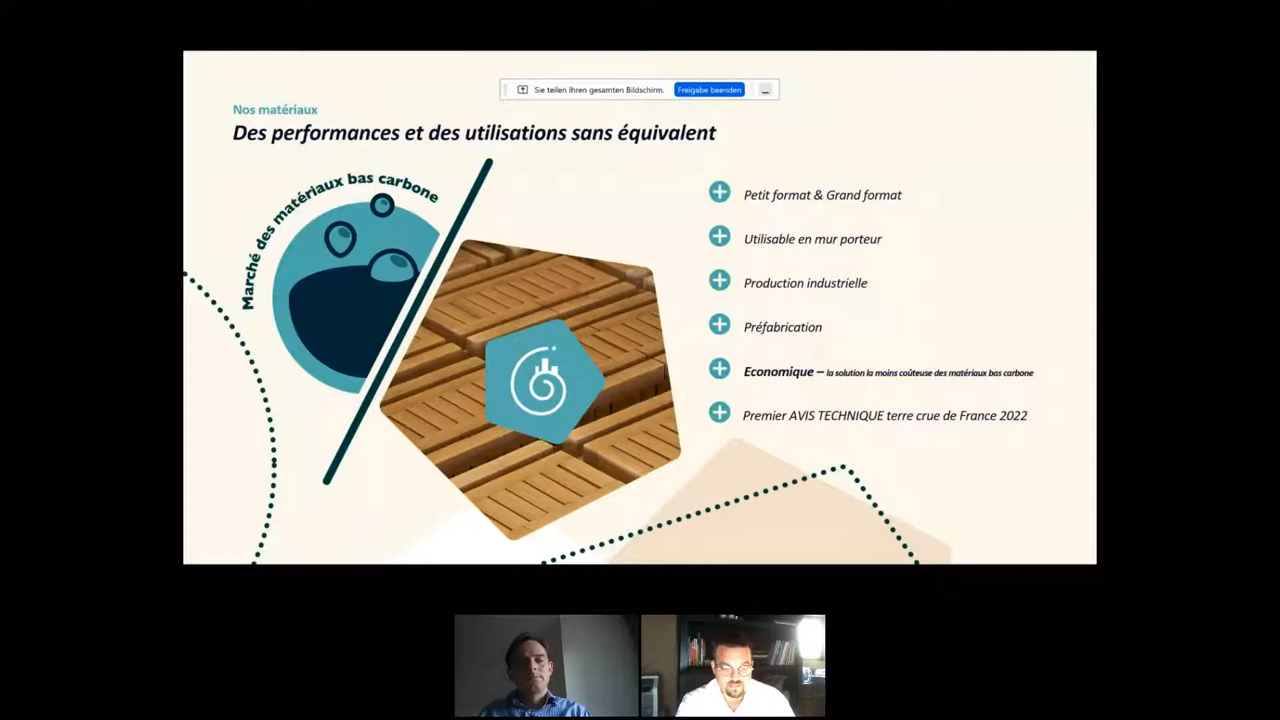 Sie teilen Ihren gesamten Bildschirm. Freigabe beenden
Nos matériaux
Des performances et des utilisations sans équivalent
Marché des matériaux bas carbone
Petit format & Grand format
Utilisable en mur porteur
Production industrielle
Préfabrication
Economique – la solution la moins coûteuse des matériaux bas carbone
Premier AVIS TECHNIQUE terre crue de France 2022